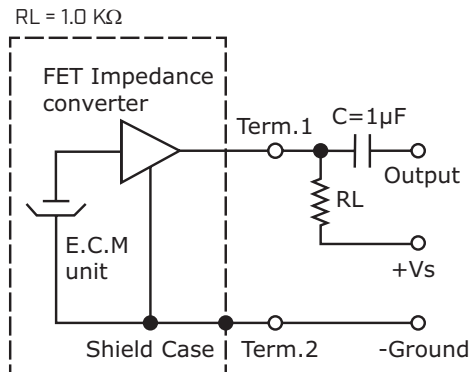 RL = 1.0 KΩ
FET Impedance
converter
Term.1
C=1µF
Output
RL
E.C.M
unit
+Vs
Shield Case
Term.2
-Ground